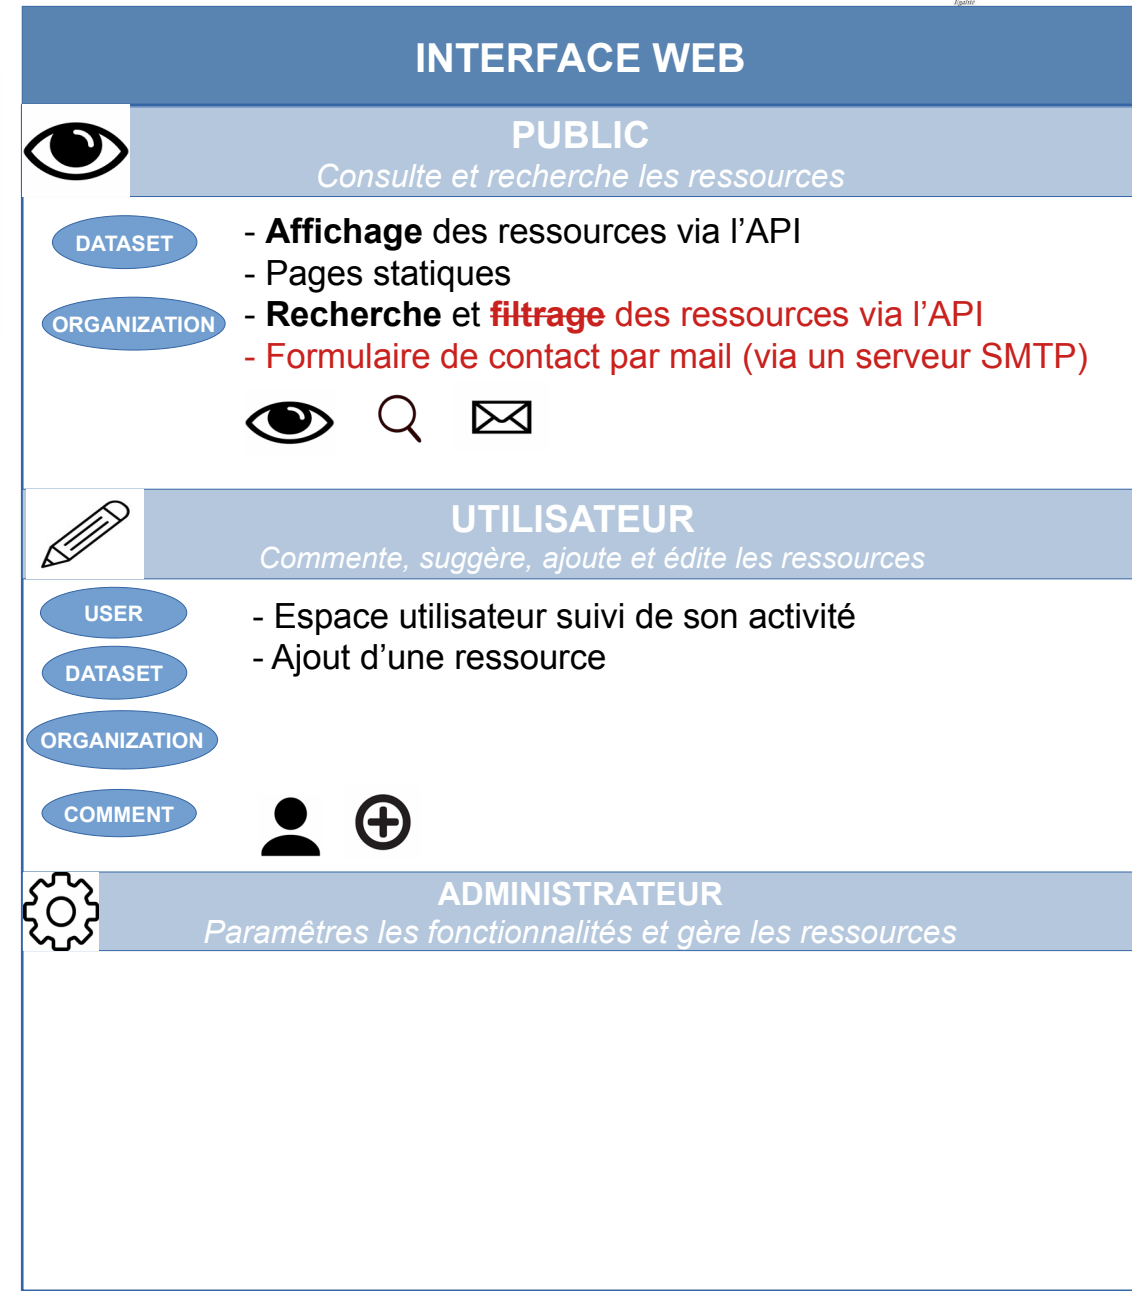 Égalité
INTERFACE WEB
PUBLIC
Consulte et recherche les ressources
DATASET
ORGANIZATION
- Affichage des ressources via l’API
- Pages statiques
- Recherche et filtrage des ressources via l’API
- Formulaire de contact par mail (via un serveur SMTP)
UTILISATEUR
Commente, suggère, ajoute et édite les ressources
USER
DATASET
ORGANIZATION
COMMENT
- Espace utilisateur suivi de son activité
- Ajout d’une ressource
ADMINISTRATEUR
Paramêtres les fonctionnalités et gère les ressources